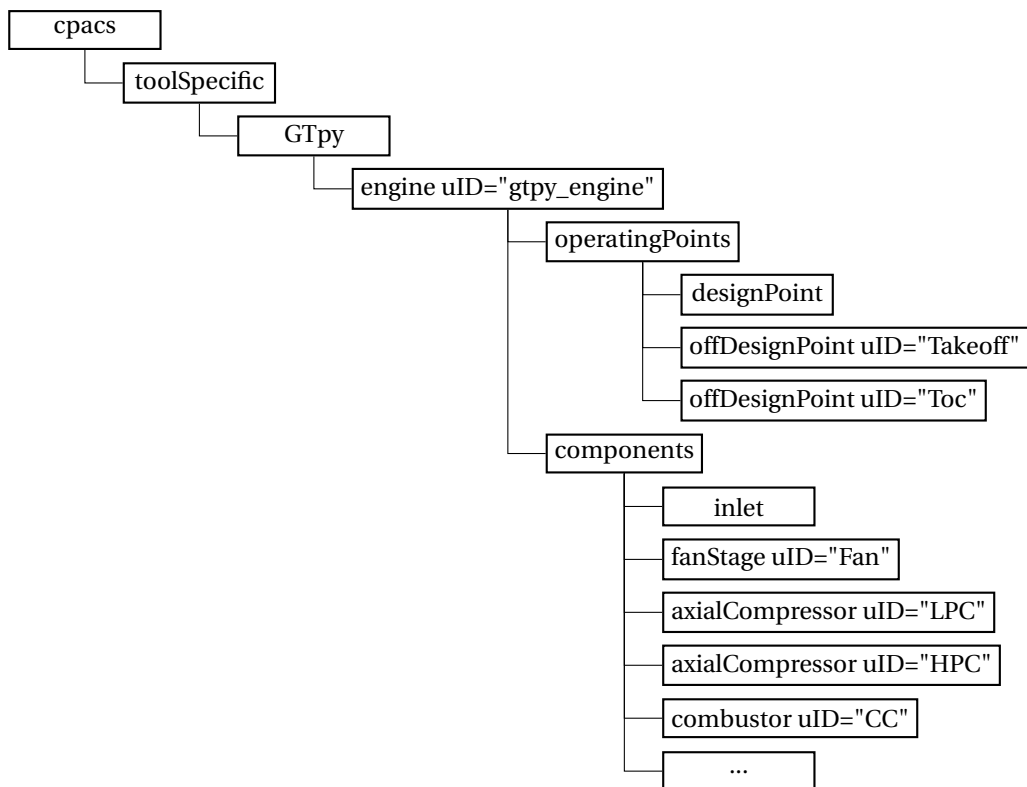 cpacs
toolSpecific
GTpy
engine uID="gtpy_engine"
operatingPoints
designPoint
offDesignPoint uID="Takeoff"
offDesignPoint uID="Toc"
components
inlet
fanStage uID="Fan"
axialCompressor uID="LPC"
axialCompressor uID="HPC"
combustor uID="CC"
...